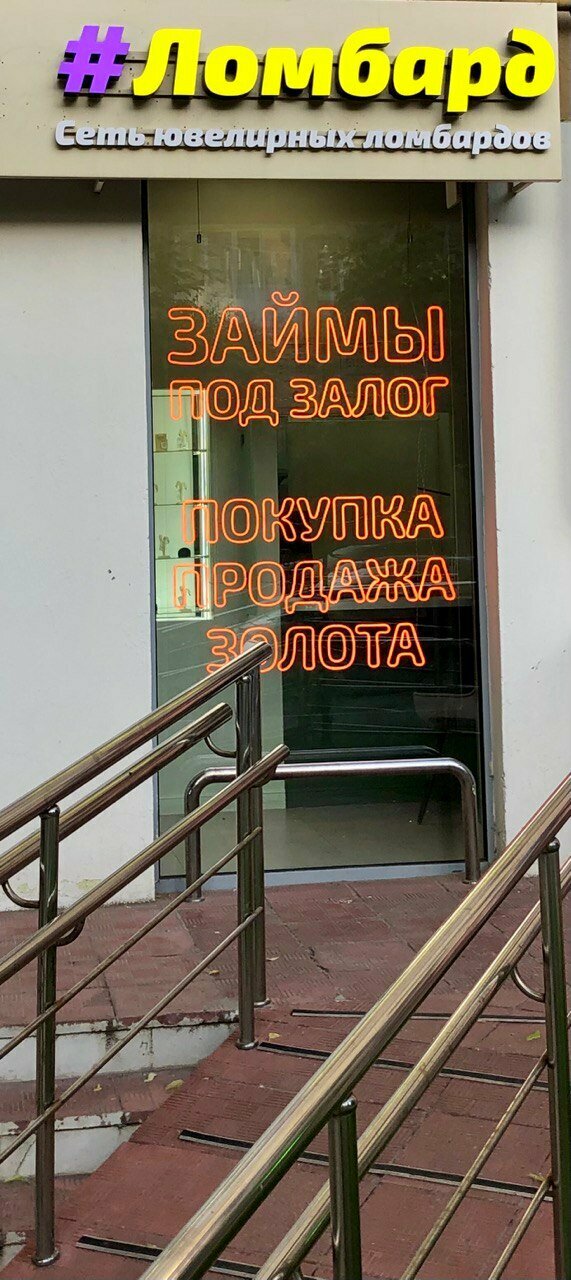 #Ломбард
Сеть ювелирных ломбардов
ЗАЙМЫ
ПОД ЗАЛОГ
ПОКУПКА
ПРОДАЖА
ЗОЛОТА